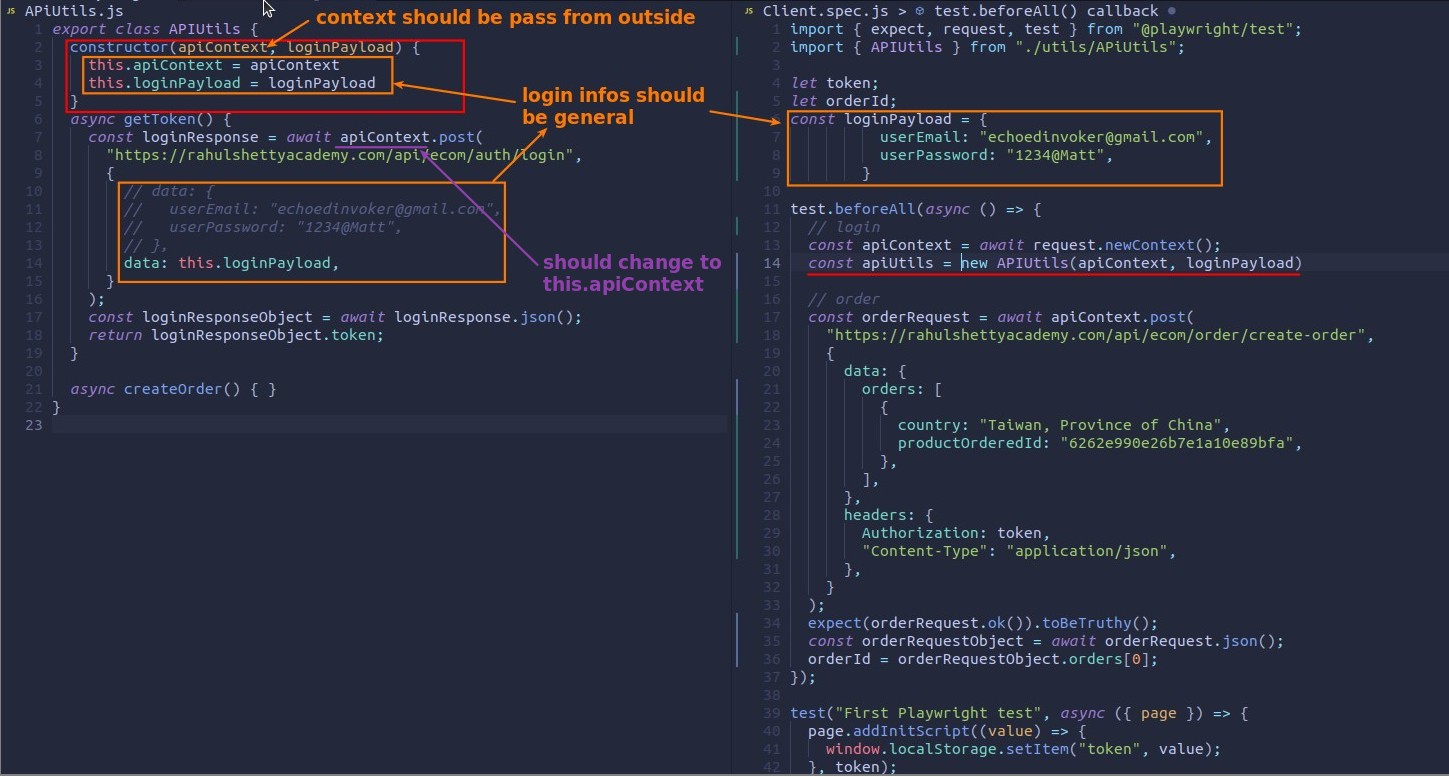 APiUtils.js
context should be pass from outside
1 export class APIUtils {
2 constructor(apiContext, loginPayload) {
3 this.apiContext = apiContext
4 this.loginPayload = loginPayload
5 }
login infos should
be general
6 async getToken() {
7 const loginResponse = await apiContext.post(
8 "https://rahulshettyacademy.com/api/ecom/auth/login",
9 {
10 // data: {
11 //   userEmail: "echoedinvoker@gmail.com",
12 //   userPassword: "1234@Matt",
13 // },
14 data: this.loginPayload,
should change to
this.apiContext
15 }
16 );
17 const loginResponseObject = await loginResponse.json();
18 return loginResponseObject.token;
19 }
20
21 async createOrder() { }
22 }
23
Client.spec.js > test.beforeAll() callback
1 import { expect, request, test } from "@playwright/test";
2 import { APIUtils } from "./utils/APiUtils";
3
4 let token;
5 let orderId;
6 const loginPayload = {
7 userEmail: "echoedinvoker@gmail.com",
8 userPassword: "1234@Matt",
9 }
10
11 test.beforeAll(async () => {
12 // login
13 const apiContext = await request.newContext();
14 const apiUtils = new APIUtils(apiContext, loginPayload)
15
16 // order
17 const orderRequest = await apiContext.post(
18 "https://rahulshettyacademy.com/api/ecom/order/create-order",
19 {
20 data: {
21 orders: [
22 {
23 country: "Taiwan, Province of China",
24 productOrderedId: "6262e990e26b7e1a10e89bfa",
25 },
26 ],
27 },
28 headers: {
29 Authorization: token,
30 "Content-Type": "application/json",
31 },
32 }
33 );
34 expect(orderRequest.ok()).toBeTruthy();
35 const orderRequestObject = await orderRequest.json();
36 orderId = orderRequestObject.orders[0];
37 });
38
39 test("First Playwright test", async ({ page }) => {
40 page.addInitScript((value) => {
41 window.localStorage.setItem("token", value);
42 }, token);